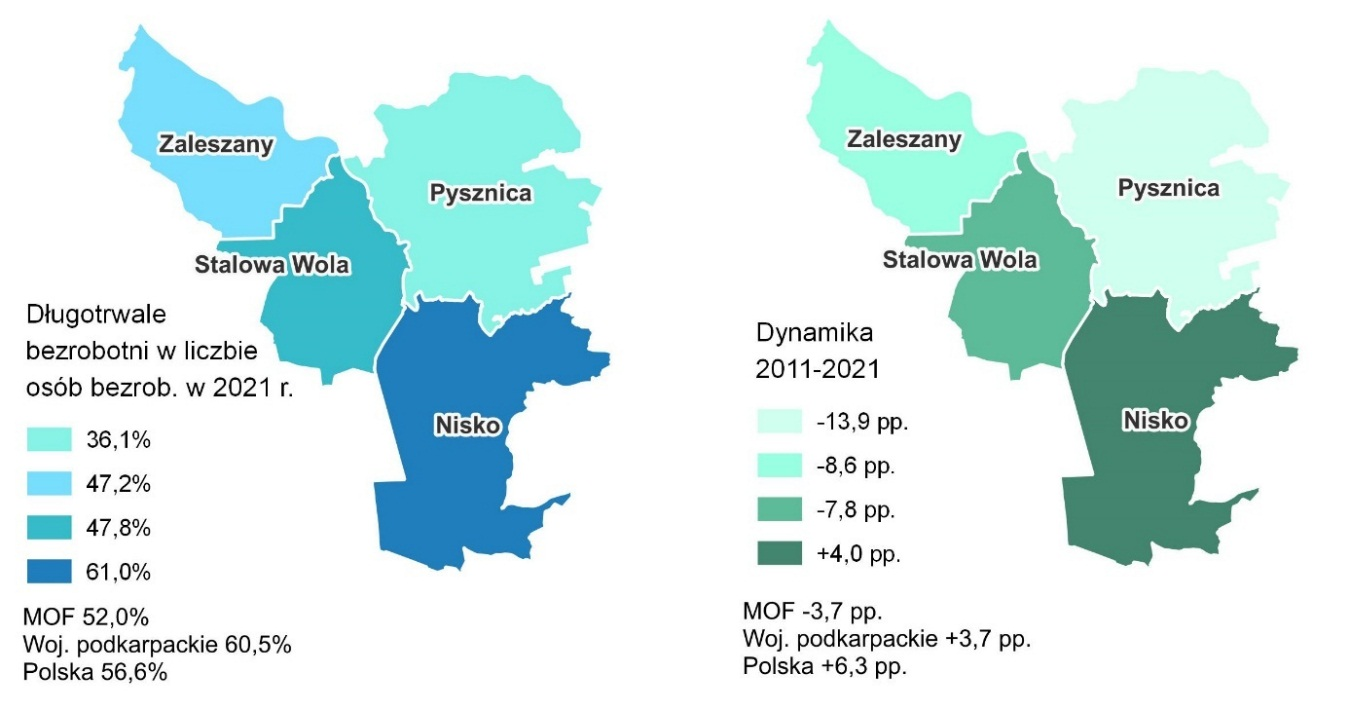 Zaleszany
Pysznica
Stalowa Wola
Nisko
Długotrwale
bezrobotni w liczbie
osób bezrob. w 2021 r.
36,1%
47,2%
47,8%
61,0%
MOF 52,0%
Woj. podkarpackie 60,5%
Polska 56,6%
Zaleszany
Pysznica
Stalowa Wola
Nisko
Dynamika
2011-2021
-13,9 pp.
-8,6 pp.
-7,8 pp.
+4,0 pp.
MOF -3,7 pp.
Woj. podkarpackie +3,7 pp.
Polska +6,3 pp.